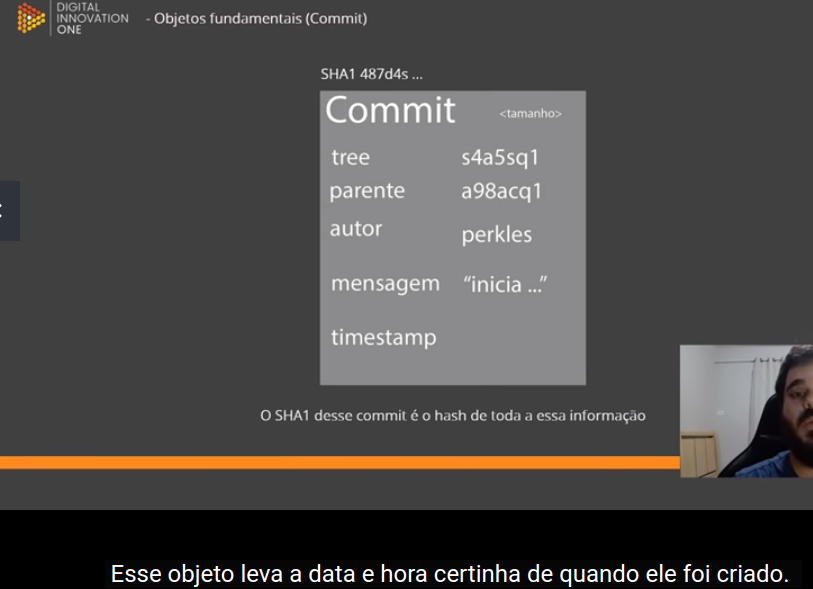 DIGITAL
INNOVATION
ONE
- Objetos fundamentais (Commit)
SHA1 487d4s ...
Commit <tamanho>
tree s4a5sq1
parente a98acq1
autor perkles
mensagem “inicia ...”
timestamp
O SHA1 desse commit é o hash de toda a essa informação
Esse objeto leva a data e hora certinha de quando ele foi criado.